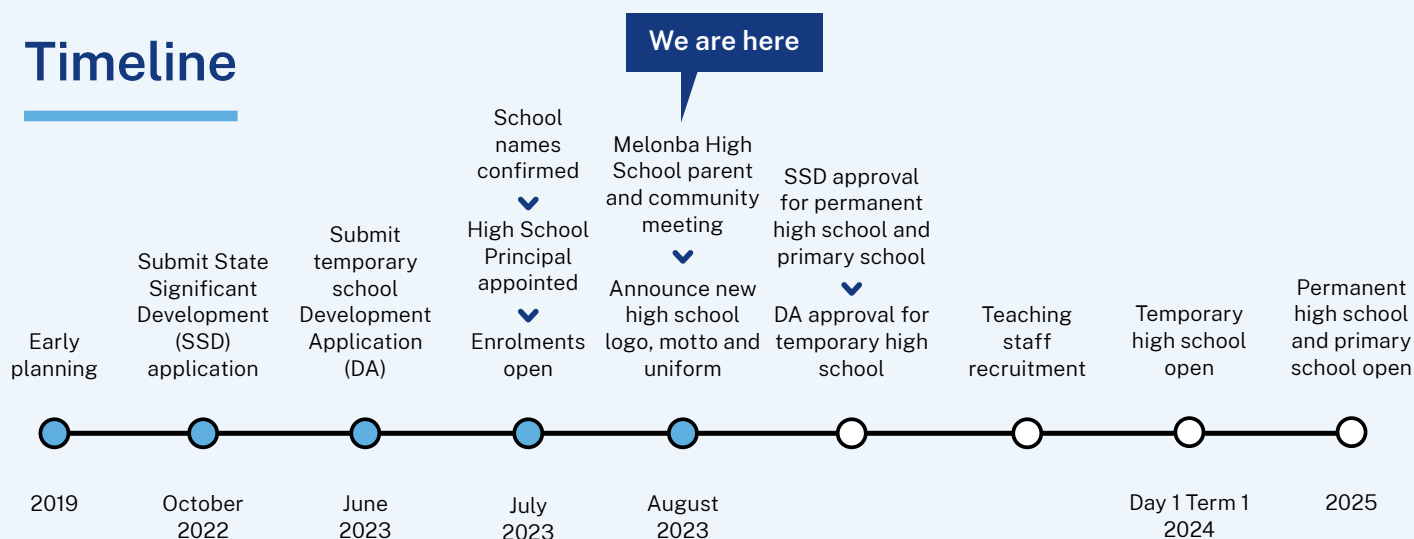 Timeline
We are here
Early
planning
2019
Submit State
Significant
Development
(SSD)
application
October
2022
Submit
temporary
school
Development
Application
(DA)
June
2023
School
names
confirmed
High School
Principal
appointed
Enrolments
open
July
2023
Melonba High
School parent
and community
meeting
Announce new
high school
logo, motto and
uniform
August
2023
SSD approval
for permanent
high school and
primary school
DA approval for
temporary high
school
Teaching
staff
recruitment
Temporary
high school
open
Day 1 Term 1
2024
Permanent
high school
and primary
school open
2025